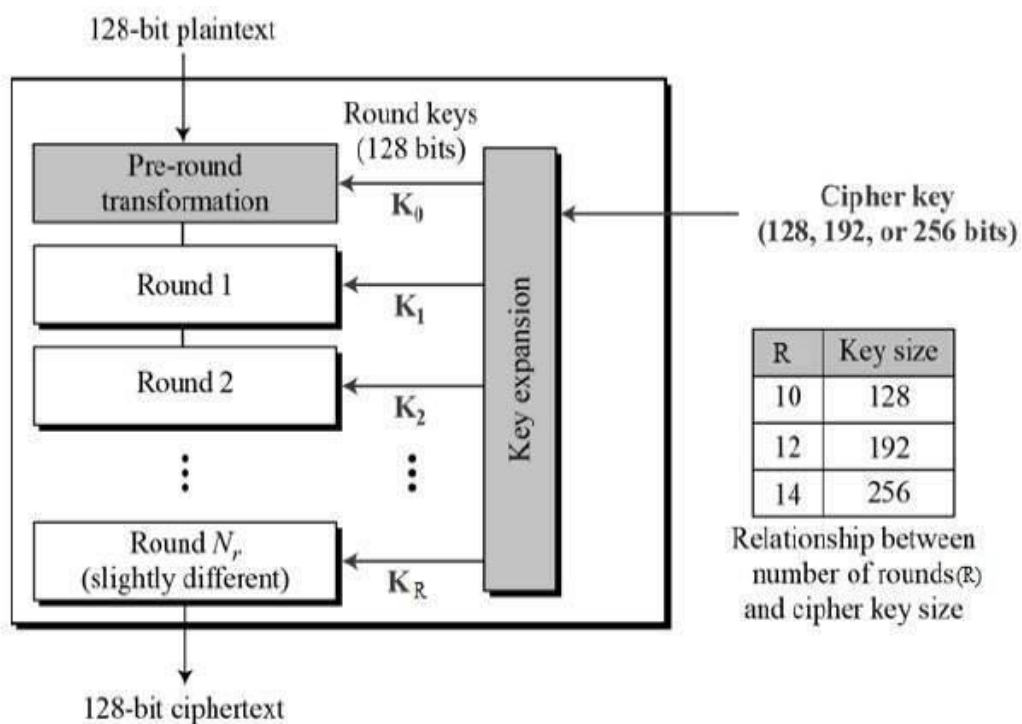 128-bit plaintext
Round keys
(128 bits)
Pre-round
transformation
K₀
Cipher key
(128, 192, or 256 bits)
Round 1
K₁
Key expansion
Round 2
K₂
R Key size
10 128
12 192
14 256
Round Nᵣ
(slightly different)
K_R
Relationship between
number of rounds(R)
and cipher key size
128-bit ciphertext